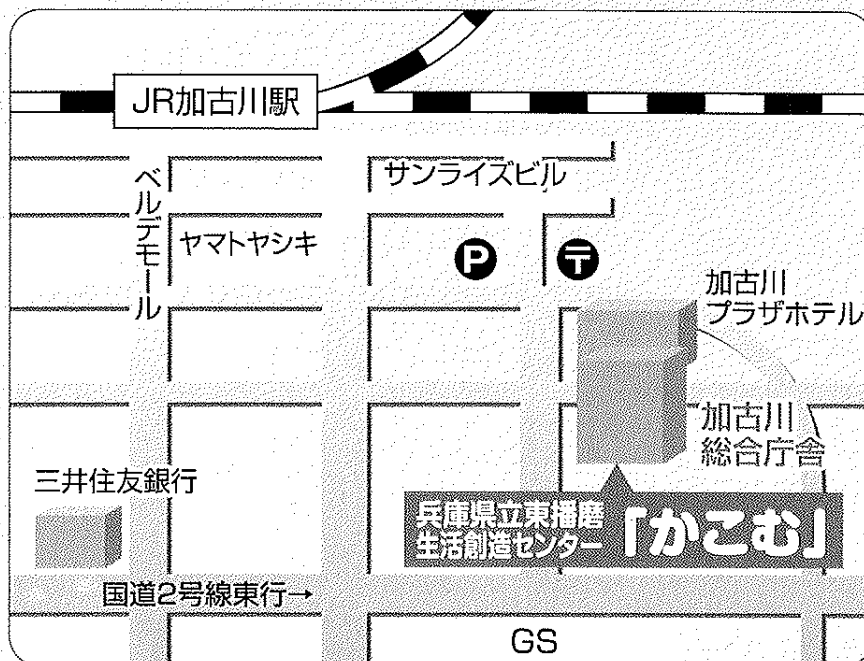 JR加古川駅
サンライズビル
ベルデモール
ヤマトヤシキ
P
〒
加古川
プラザホテル
加古川
総合庁舎
三井住友銀行
兵庫県立東播磨
生活創造センター
「かこむ」
国道2号線東行→
GS